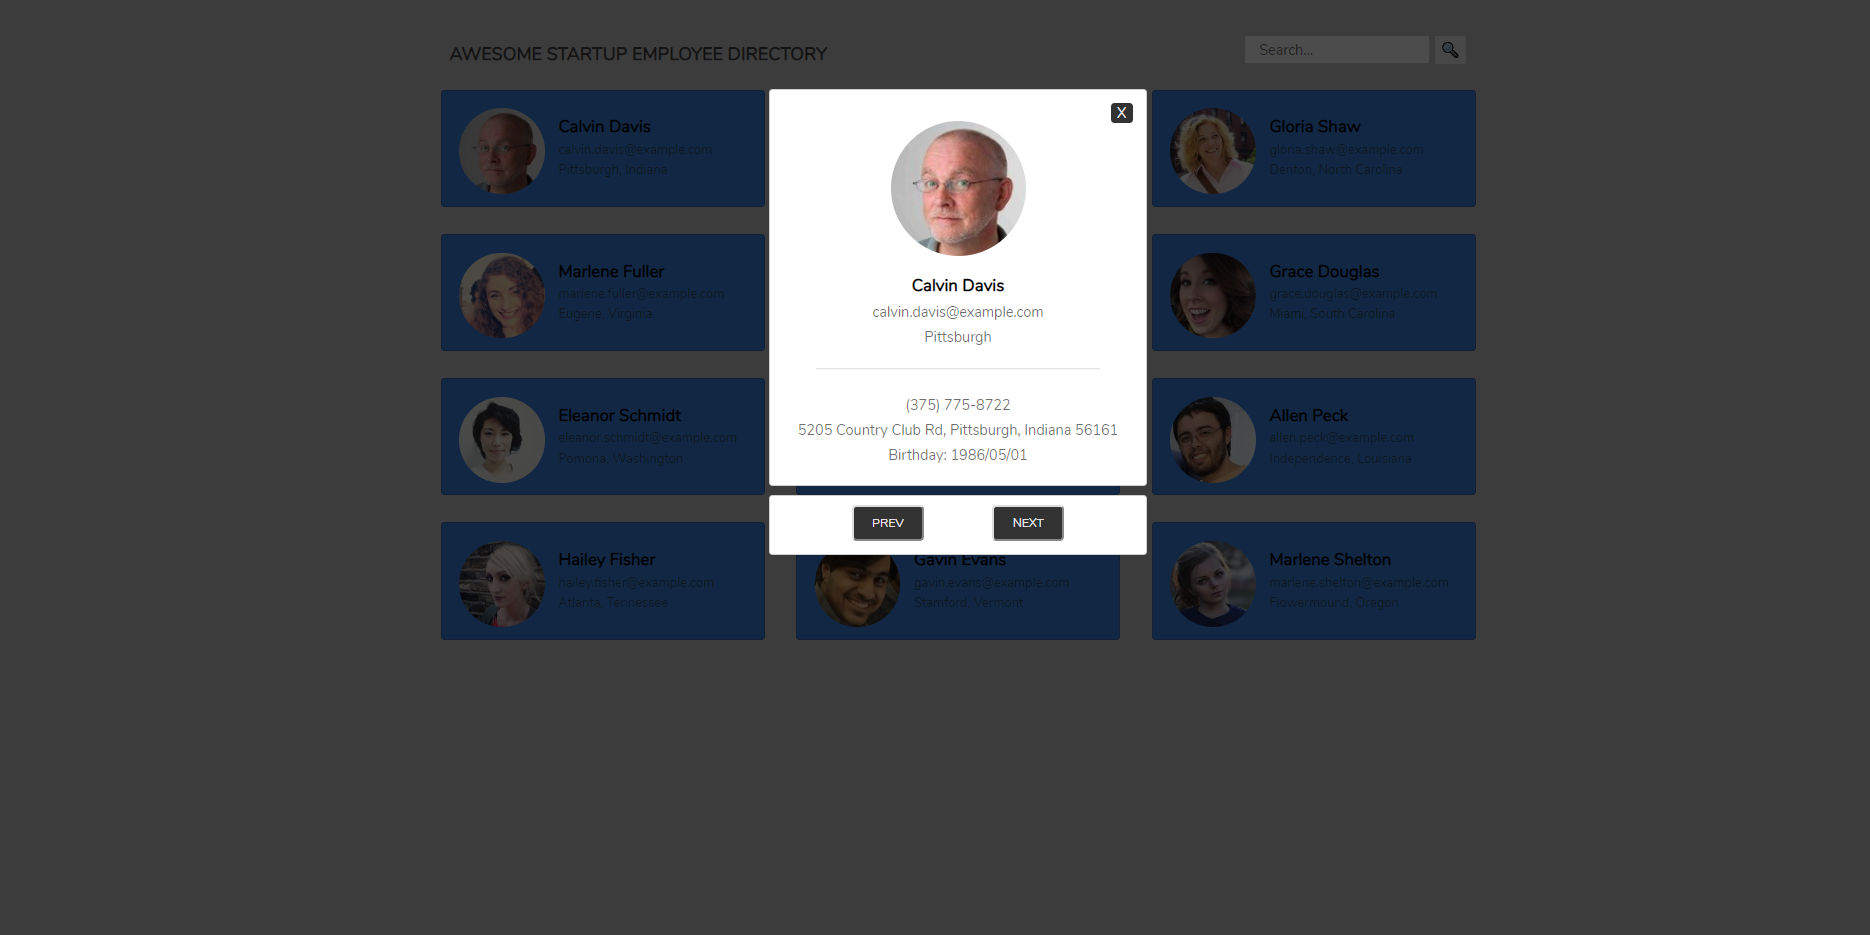 AWESOME STARTUP EMPLOYEE DIRECTORY
Search...
Calvin Davis
calvin.davis@example.com
Pittsburgh, Indiana
X
Calvin Davis
calvin.davis@example.com
Pittsburgh
(375) 775-8722
5205 Country Club Rd, Pittsburgh, Indiana 56161
Birthday: 1986/05/01
PREV
NEXT
Gloria Shaw
gloria.shaw@example.com
Denton, North Carolina
Marlene Fuller
marlene.fuller@example.com
Eugene, Virginia
Grace Douglas
grace.douglas@example.com
Miami, South Carolina
Eleanor Schmidt
eleanor.schmidt@example.com
Pomona, Washington
Allen Peck
allen.peck@example.com
Independence, Louisiana
Hailey Fisher
hailey.fisher@example.com
Atlanta, Tennessee
Gavin Evans
gavin.evans@example.com
Stamford, Vermont
Marlene Shelton
marlene.shelton@example.com
Flowermound, Oregon